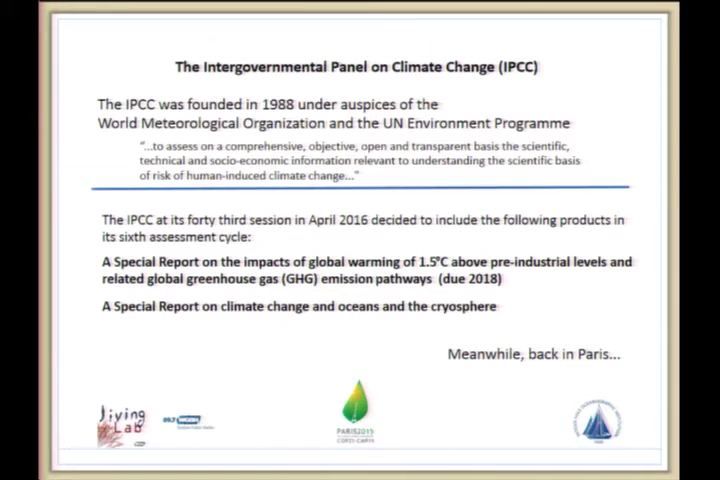 The Intergovernmental Panel on Climate Change (IPCC)
The IPCC was founded in 1988 under auspices of the
World Meteorological Organization and the UN Environment Programme
"...to assess on a comprehensive, objective, open and transparent basis the scientific,
technical and socio-economic information relevant to understanding the scientific basis
of risk of human-induced climate change..."
The IPCC at its forty third session in April 2016 decided to include the following products in
its sixth assessment cycle:
A Special Report on the impacts of global warming of 1.5°C above pre-industrial levels and
related global greenhouse gas (GHG) emission pathways (due 2018)
A Special Report on climate change and oceans and the cryosphere
Meanwhile, back in Paris...
living
Lab
PARIS2015
COP21·CMP11